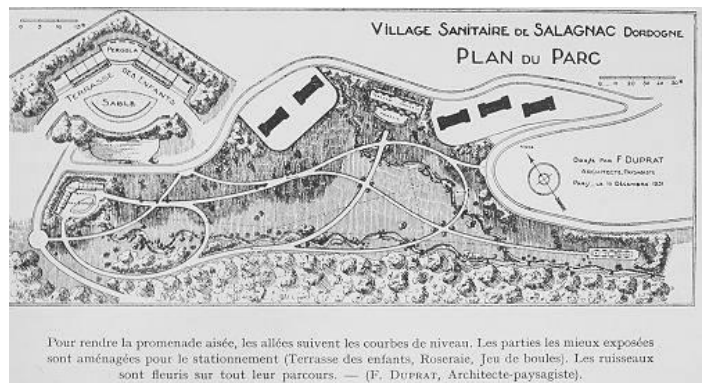 VILLAGE SANITAIRE DE SALAGNAC DORDOGNE
PLAN DU PARC
PERGOLA
TERRASSE DES ENFANTS
SABLE
F DUPRAT
ARCHITECTE PAYSAGISTE
Pour rendre la promenade aisée, les allées suivent les courbes de niveau. Les parties les mieux exposées
sont aménagées pour le stationnement (Terrasse des enfants, Roseraie, Jeu de boules). Les ruisseaux
sont fleuris sur tout leur parcours. — (F. DUPRAT, Architecte-paysagiste).